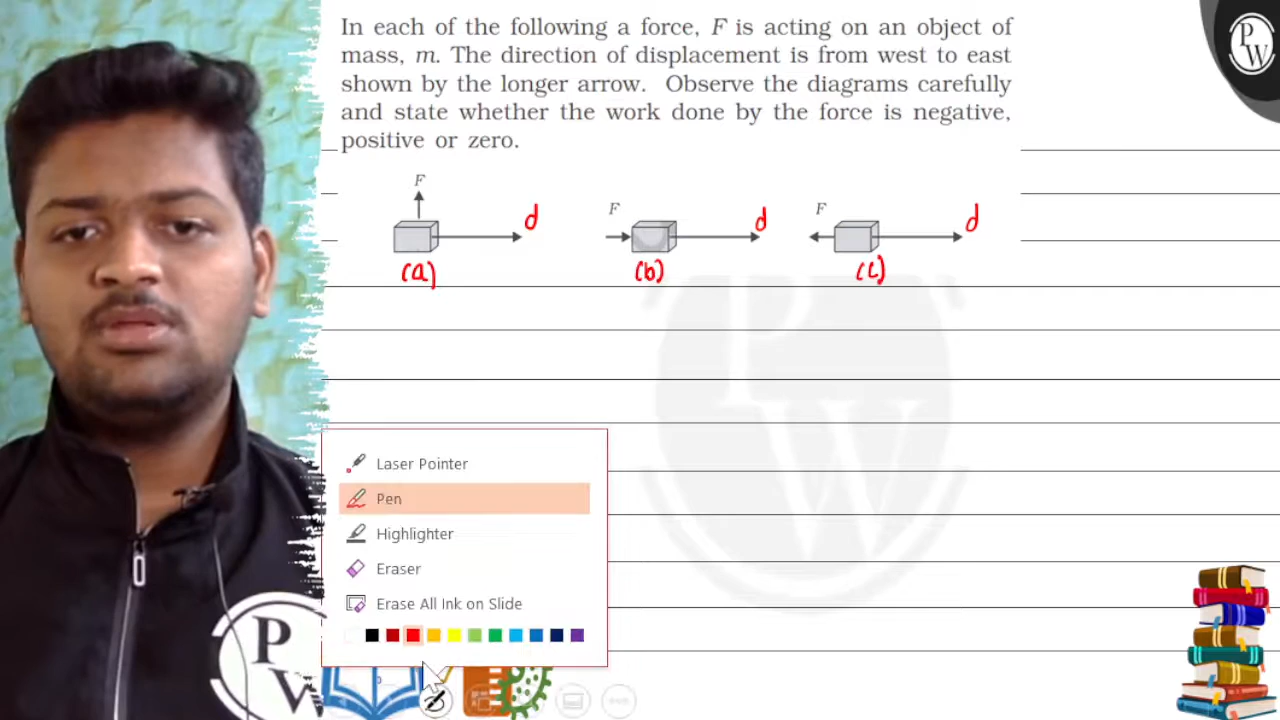 In each of the following a force, F is acting on an object of
mass, m. The direction of displacement is from west to east
shown by the longer arrow. Observe the diagrams carefully
and state whether the work done by the force is negative,
positive or zero.
F
d
F
d
F
d
(a)
(b)
(c)
Laser Pointer
Pen
Highlighter
Eraser
Erase All Ink on Slide
P
W
P
W
P
W